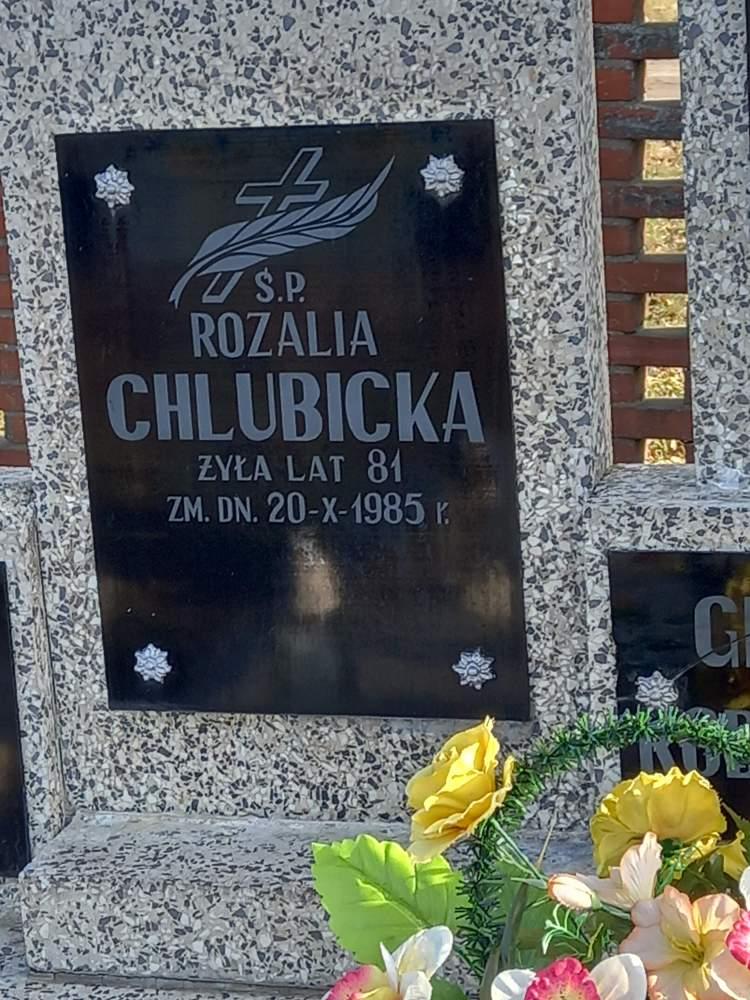 Ś.P.
ROZALIA
CHLUBICKA
ŻYŁA LAT 81
ZM. DN. 20-X-1985 r.